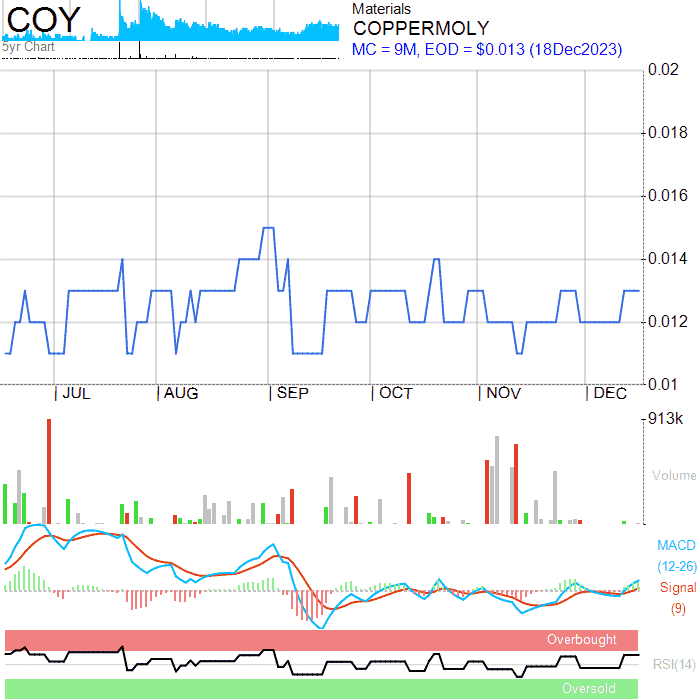 COY
5yr Chart
Materials
COPPERMOLY
MC = 9M, EOD = $0.013 (18Dec2023)
0.02
0.018
0.016
0.014
0.012
0.01
JUL AUG SEP OCT NOV DEC
913k
Volume
MACD
(12-26)
Signal
(9)
Overbought
RSI(14)
Oversold